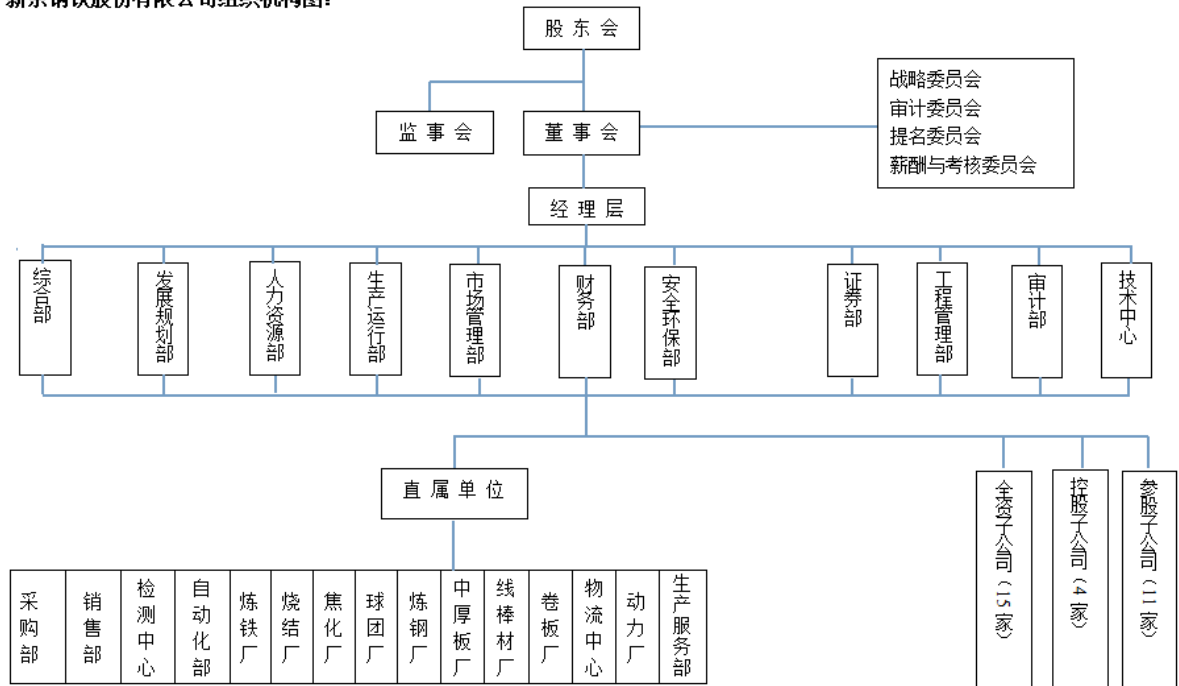 股东会
战略委员会
审计委员会
提名委员会
薪酬与考核委员会
监事会
董事会
经理层
综合部
发展规划部
人力资源部
生产运行部
市场管理部
财务部
安全环保部
证券部
工程管理部
审计部
技术中心
直属单位
全资子公司（15家）
控股子公司（4家）
参股子公司（11家）
采购部
销售部
检测中心
自动化部
炼铁厂
烧结厂
焦化厂
球团厂
炼钢厂
中厚板厂
线棒材厂
卷板厂
物流中心
动力厂
生产服务部